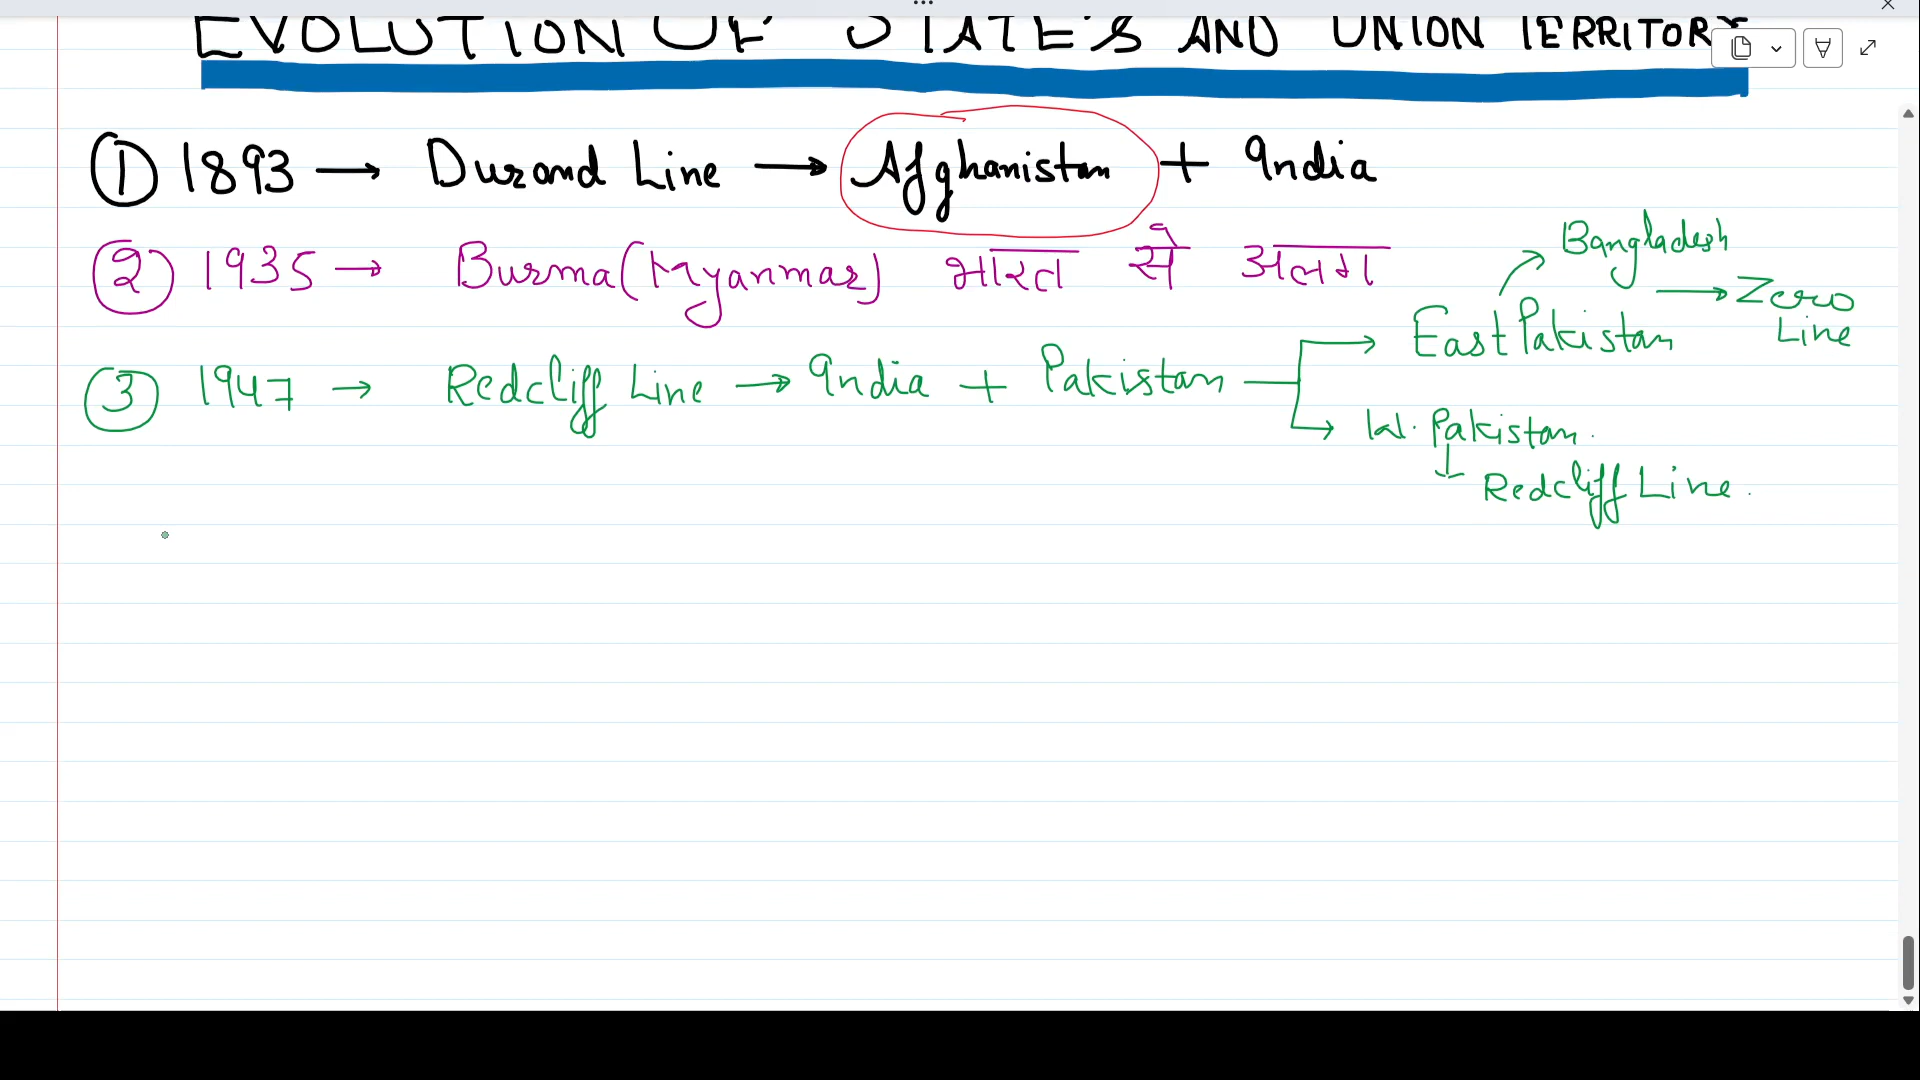 EVOLUTION OF STATE'S AND UNION TERRITORY
① 1893 → Durand Line → Afghanistan + India
② 1935 → Burma (Myanmar) भारत से अलग
Bangladesh
→ Zero Line
③ 1947 → Redcliff Line → India + Pakistan
→ East Pakistan
→ W. Pakistan.
↓ Redcliff Line.